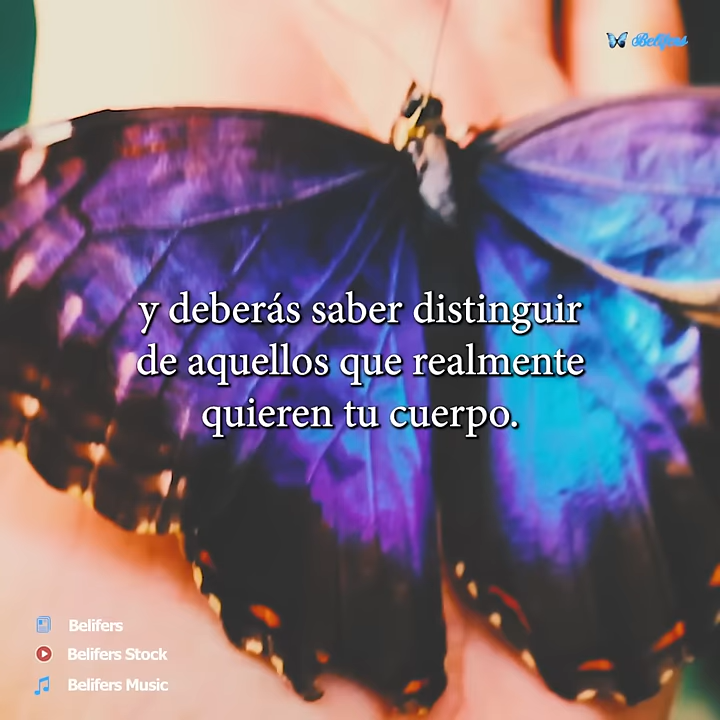 Belifers
y deberás saber distinguir
de aquellos que realmente
quieren tu cuerpo.
Belifers
Belifers Stock
Belifers Music